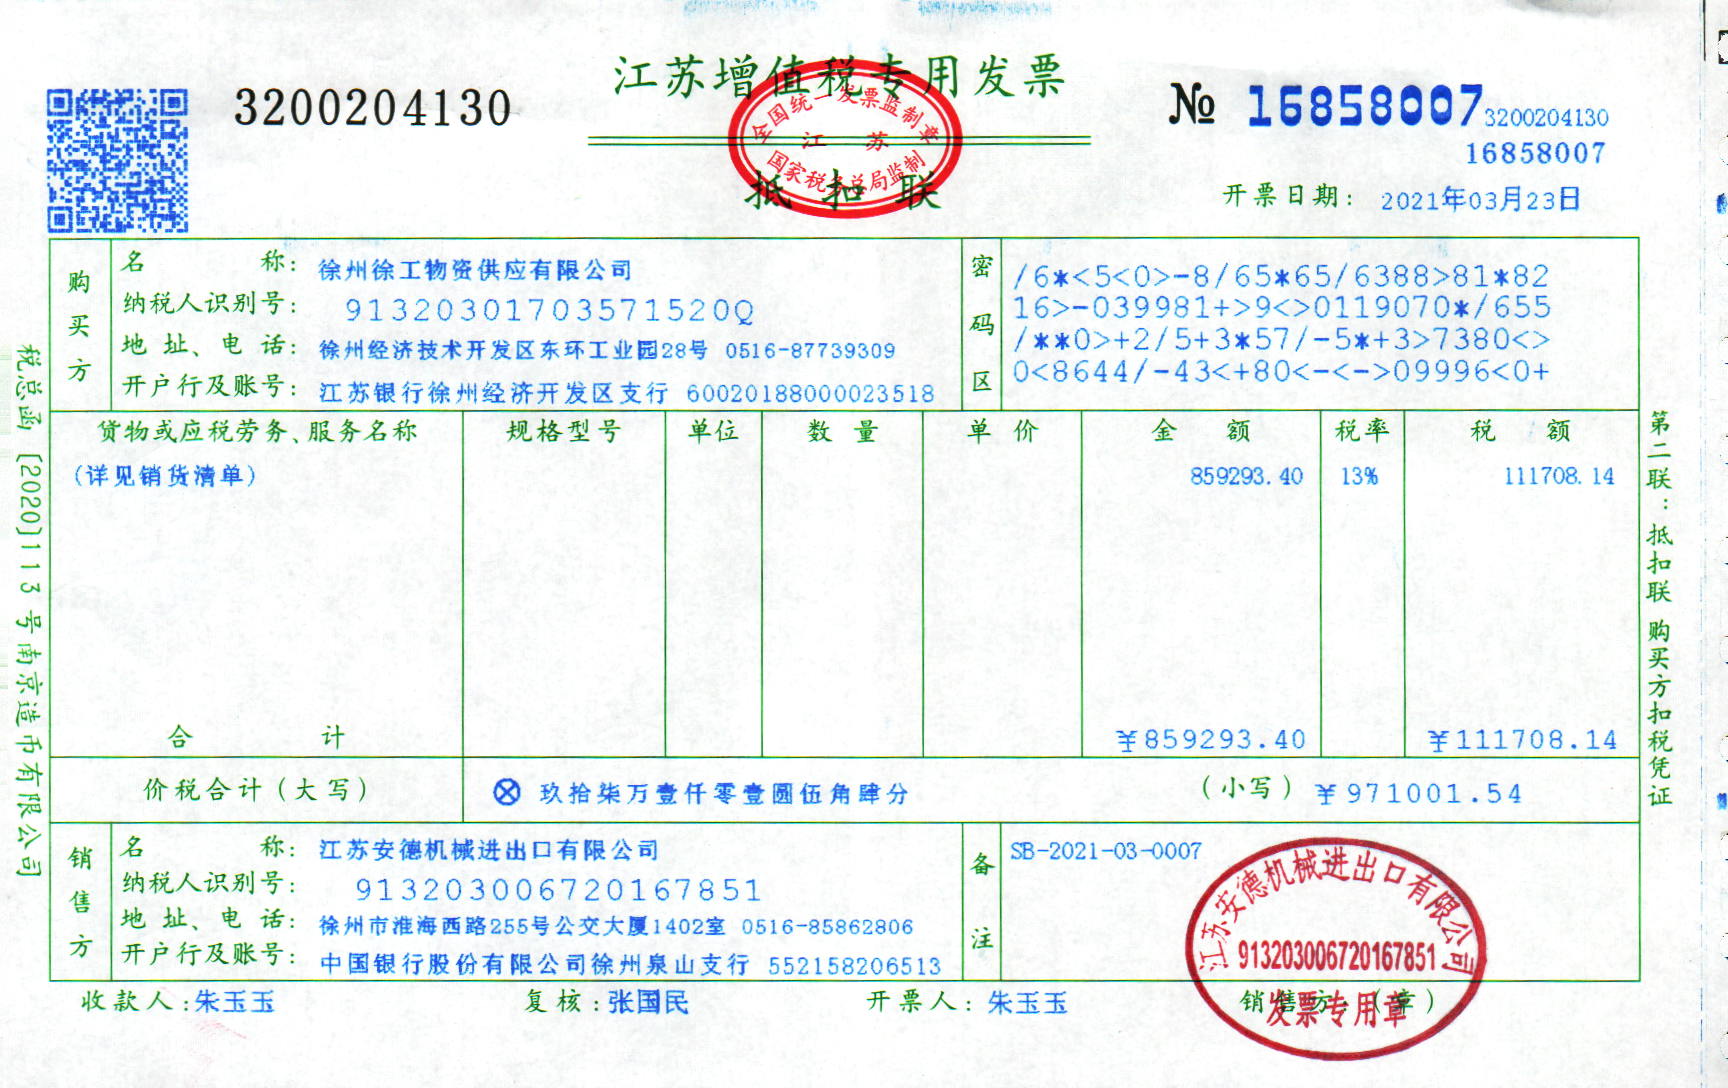 江苏增值税专用发票
3200204130
№ 16858007
3200204130
16858007
全国统一发票监制章
江 苏
国家税务总局监制
抵 扣 联
开票日期: 2021年03月23日
购买方
名 称: 徐州徐工物资供应有限公司
纳税人识别号: 91320301703571520Q
地 址、电 话: 徐州经济技术开发区东环工业园28号 0516-87739309
开户行及账号: 江苏银行徐州经济开发区支行 60020188000023518
密码区
/6*<5<0>-8/65*65/6388>81*82
16>-039981+>9<>0119070*/655
/**0>+2/5+3*57/-5*+3>7380<>
0<8644/-43<+80<-<->09996<0+
货物或应税劳务、服务名称 规格型号 单位 数 量 单 价 金 额 税率 税 额
(详见销货清单) 859293.40 13% 111708.14
合 计 ¥859293.40 ¥111708.14
价税合计(大写) ⊗ 玖拾柒万壹仟零壹圆伍角肆分 (小写) ¥971001.54
销售方
名 称: 江苏安德机械进出口有限公司
纳税人识别号: 913203006720167851
地 址、电 话: 徐州市淮海西路255号公交大厦1402室 0516-85862806
开户行及账号: 中国银行股份有限公司徐州泉山支行 552158206513
备注
SB-2021-03-0007
江苏安德机械进出口有限公司
913203006720167851
发票专用章
收款人:朱玉玉 复核:张国民 开票人: 朱玉玉 销售方:(章)
税总函[2020]113号南京造币有限公司
第二联:抵扣联 购买方扣税凭证